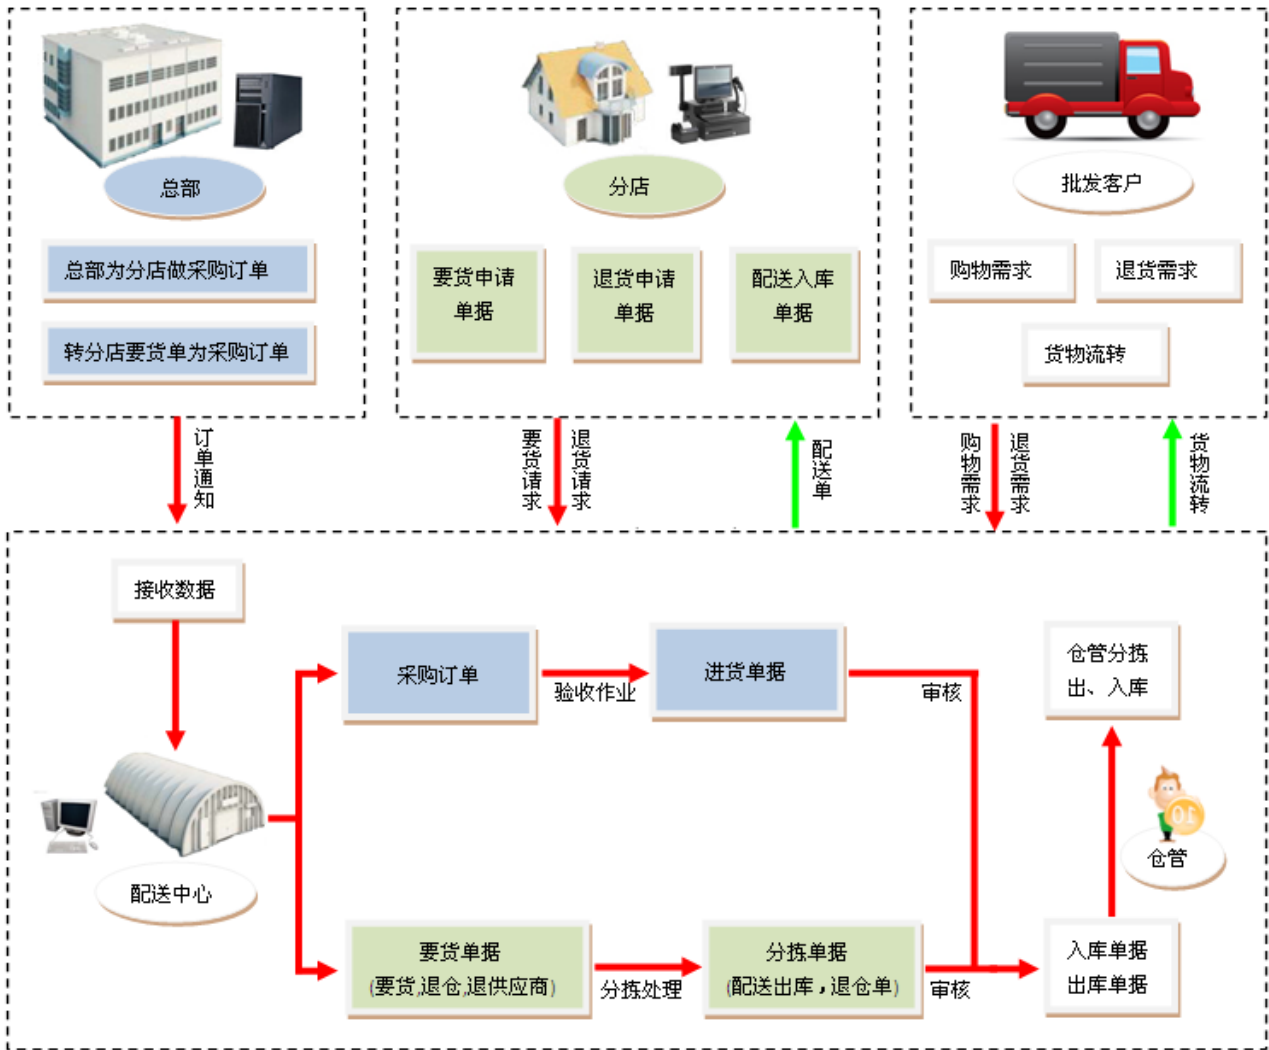 总部
总部为分店做采购订单
转分店要货单为采购订单
分店
要货申请
单据
退货申请
单据
配送入库
单据
批发客户
购物需求
退货需求
货物流转
订单通知
要货请求
退货请求
配送单
购物需求
退货需求
货物流转
接收数据
配送中心
采购订单
验收作业
进货单据
审核
要货单据
(要货,退仓,退供应商)
分拣处理
分拣单据
(配送出库,退仓单)
审核
入库单据
出库单据
仓管
10
仓管分拣
出、入库